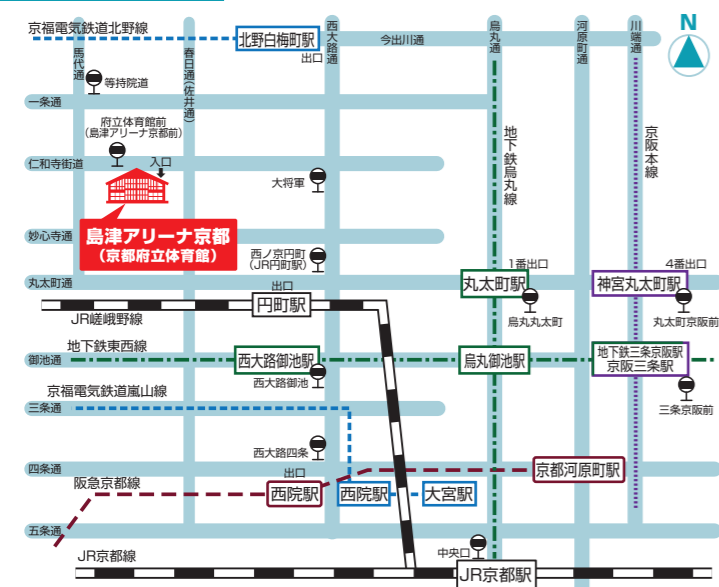 京福電気鉄道北野線
北野白梅町駅
出口
西大路通
今出川通
烏丸通
河原町通
川端通
N
馬代通
春日通(佐井通)
等持院道
一条通
府立体育館前
(島津アリーナ京都前)
地下鉄烏丸線
京阪本線
仁和寺街道
入口
大将軍
妙心寺通
島津アリーナ京都
(京都府立体育館)
西ノ京円町
(JR円町駅)
丸太町通
出口
1番出口
4番出口
丸太町駅
神宮丸太町駅
円町駅
烏丸丸太町
丸太町京阪前
JR嵯峨野線
地下鉄東西線
御池通
西大路御池駅
烏丸御池駅
地下鉄三条京阪駅
京阪三条駅
西大路御池
京福電気鉄道嵐山線
三条通
三条京阪前
西大路四条
四条通
出口
京都河原町駅
阪急京都線
西院駅
西院駅
大宮駅
五条通
JR京都線
中央口
JR京都駅